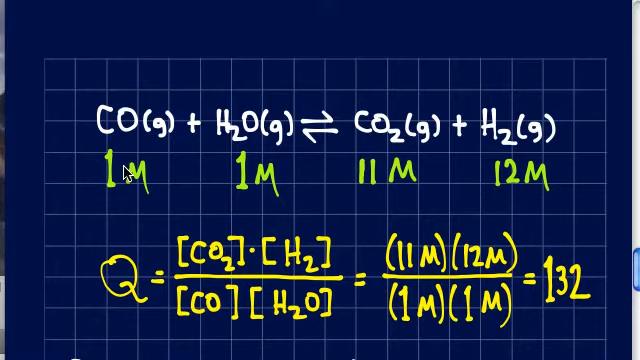 CO(g) + H₂O(g) ⇌ CO₂(g) + H₂(g)
1M 1M 11M 12M
Q = [CO₂]·[H₂] / [CO][H₂O] = (11M)(12M) / (1M)(1M) = 132